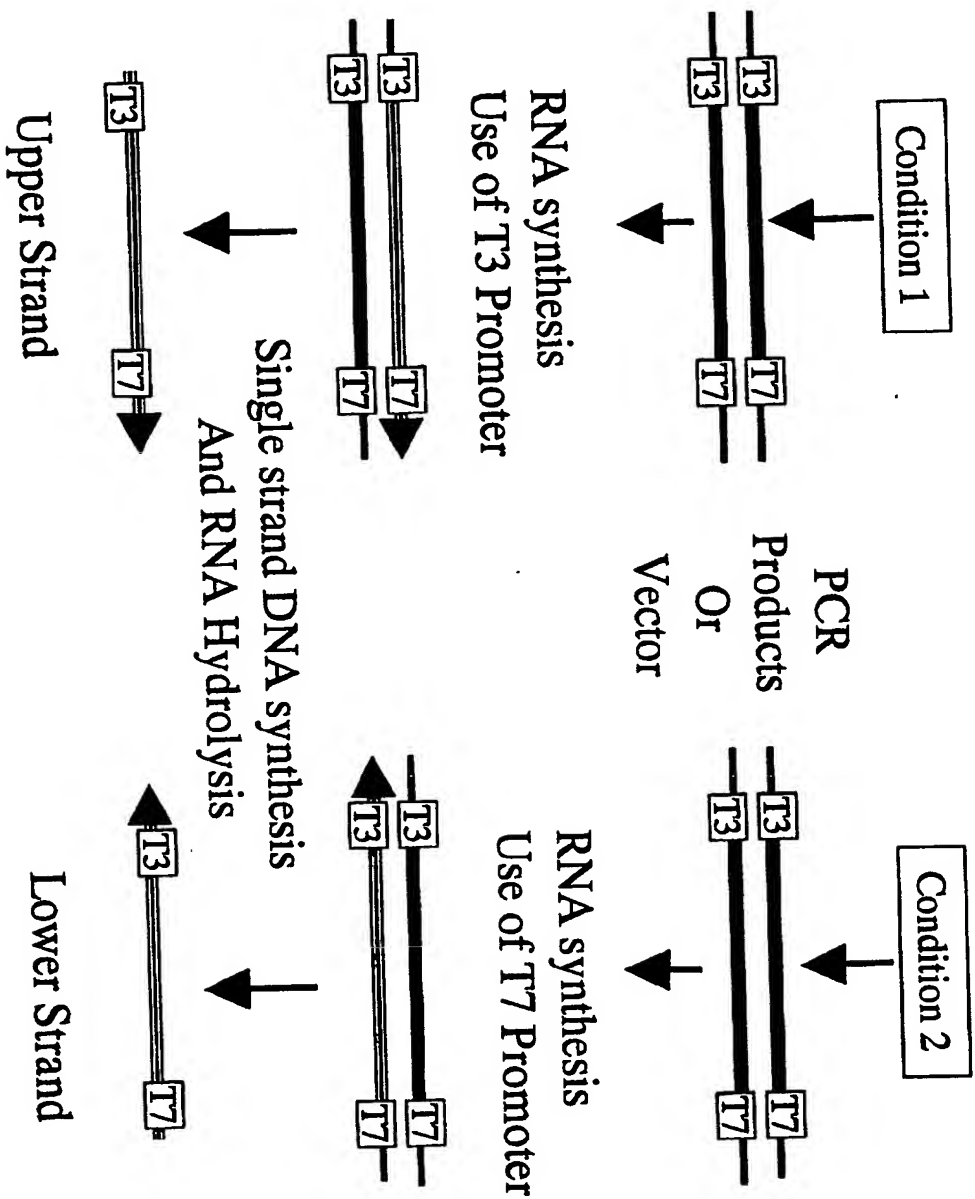 Condition 1
Condition 2
T3 T7
T3 T7
PCR
Products
Or
Vector
T3 T7
T3 T7
RNA synthesis
Use of T3 Promoter
RNA synthesis
Use of T7 Promoter
T3 T7
T3 T7
T3 T7
T3 T7
Single strand DNA synthesis
And RNA Hydrolysis
T3 T7
T3 T7
Upper Strand
Lower Strand